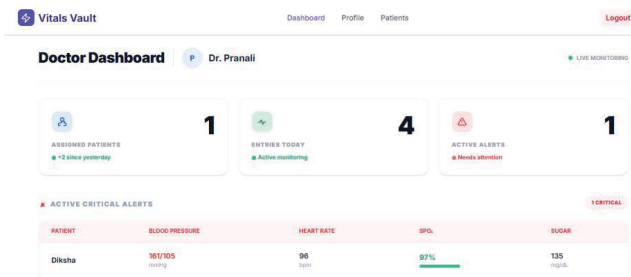 Vitals Vault
Dashboard Profile Patients
Logout
Doctor Dashboard
P Dr. Pranali
LIVE MONITORING
1
ASSIGNED PATIENTS
+2 since yesterday
4
ENTRIES TODAY
Active monitoring
1
ACTIVE ALERTS
Needs attention
ACTIVE CRITICAL ALERTS
1 CRITICAL
PATIENT BLOOD PRESSURE HEART RATE SPO₂ SUGAR
Diksha 161/105 96 97% 135
mmHg bpm mg/dL